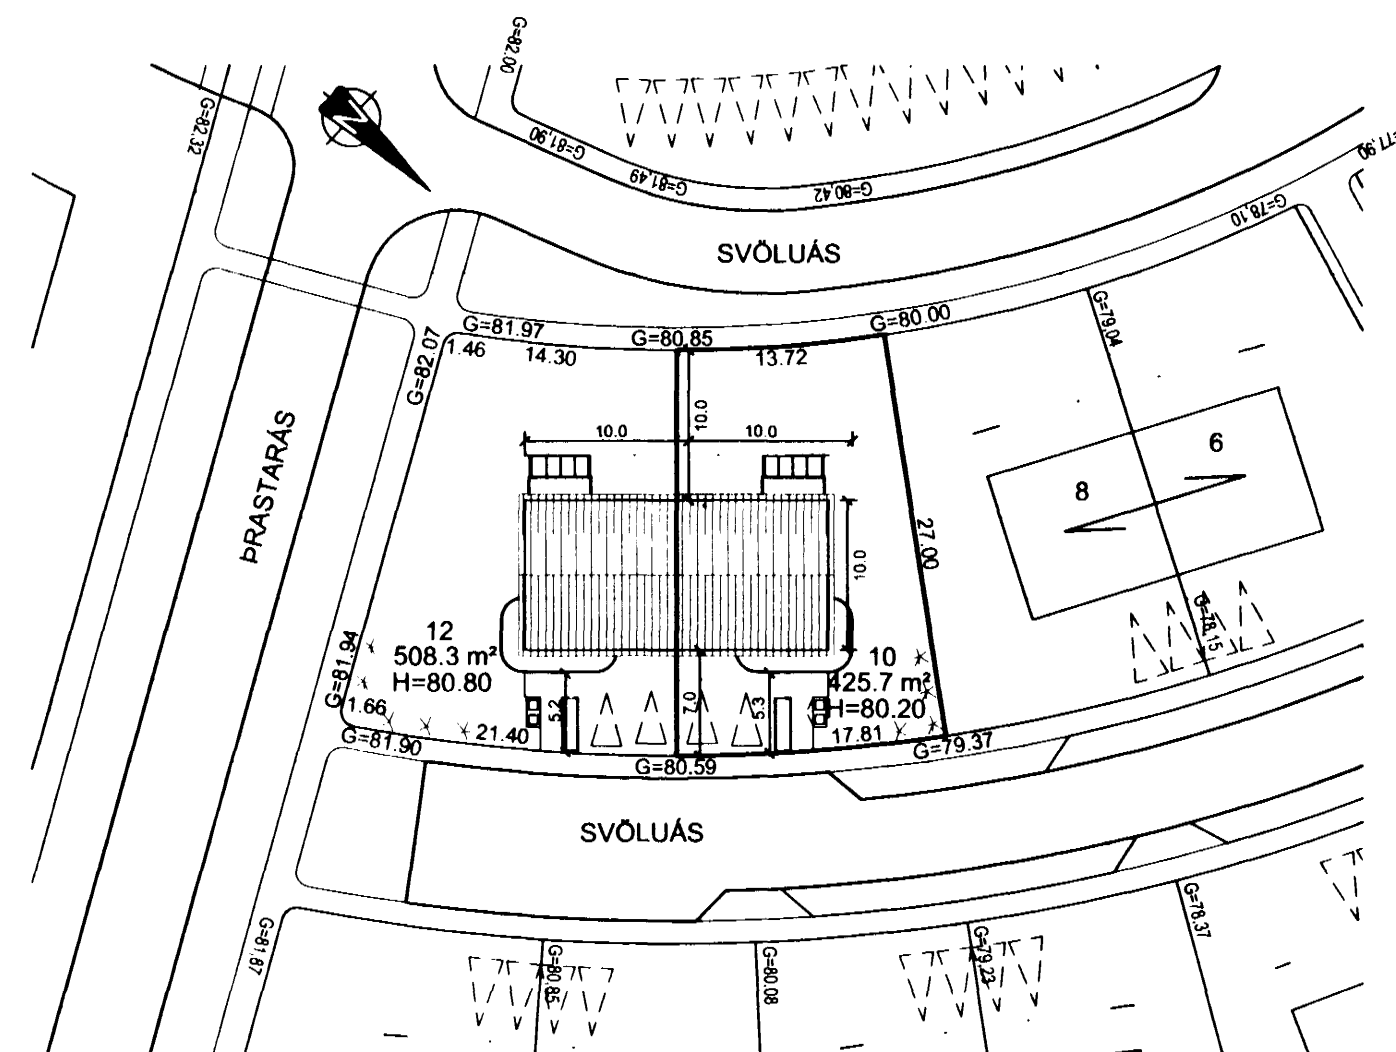 G=82.00
G=82.32
N
G=81,90
G=81,49
G=80,42
G=77.90
G=78,10
SVÖLUÁS
G=81.97
G=80.85
G=80.00
G=79.04
G=82.07
1.46
14.30
13.72
ÞRASTARÁS
10.0
10.0
10.0
6
8
27.00
10.0
G=78.15
12
508.3 m²
H=80.80
10
425.7 m²
H=80.20
G=81.94
1.66
21.40
5.2
7.0
5.3
17.81
G=81.90
G=80.59
G=79.37
SVÖLUÁS
G=81.87
G=80.85
G=80.08
G=79.23
G=78.37